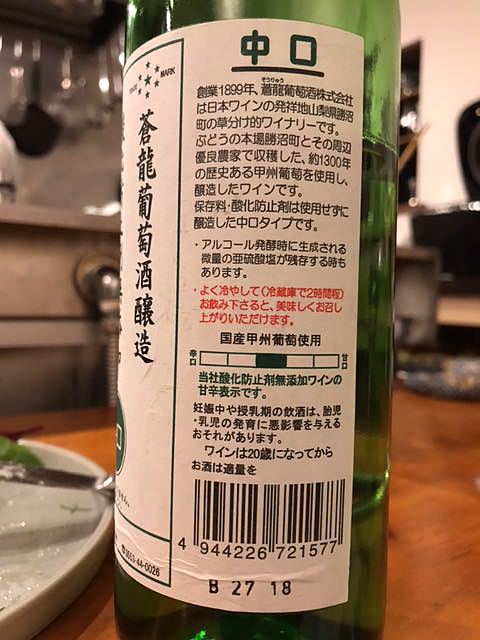 中口
創業1899年、蒼龍葡萄酒株式会社
そうりゅう
は日本ワインの発祥地山梨県勝沼
町の草分け的ワイナリーです。
ぶどうの本場勝沼町とその周辺
優良農家で収穫した、約1300年
の歴史ある甲州葡萄を使用し、
醸造したワインです。
保存料・酸化防止剤は使用せずに
醸造した中口タイプです。
・アルコール発酵時に生成される
微量の亜硫酸塩が残存する時も
あります。
・よく冷やして(冷蔵庫で2時間程)
お飲み下さると、美味しくお召し
上がりいただけます。
国産甲州葡萄使用
辛口 甘口
当社酸化防止剤無添加ワインの
甘辛表示です。
妊娠中や授乳期の飲酒は、胎児
・乳児の発育に悪影響を与える
おそれがあります。
ワインは20歳になってから
お酒は適量を
4 944226 721577
B 27 18
MARK
蒼龍葡萄酒醸造
口
☎0553-44-0026